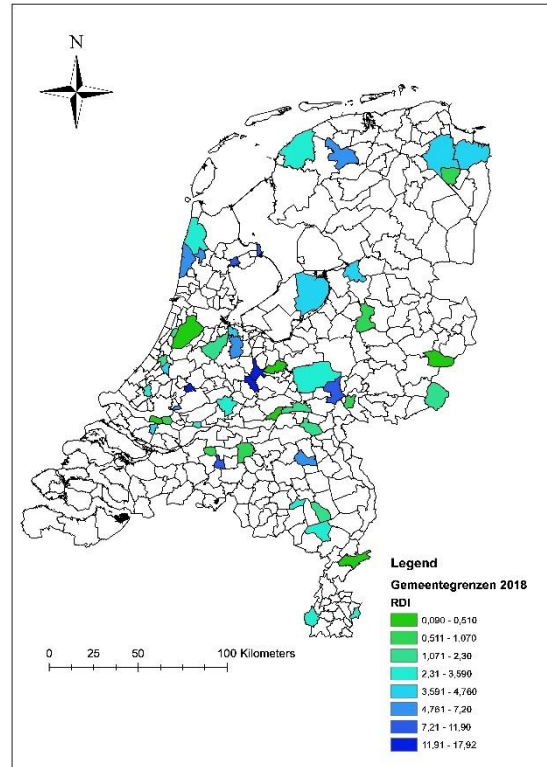 N
Legend
Gemeentegrenzen 2018
RDI
0,090 - 0,510
0,511 - 1,070
1,071 - 2,30
2,31 - 3,590
3,591 - 4,760
4,761 - 7,20
7,21 - 11,90
11,91 - 17,92
0 25 50 100 Kilometers